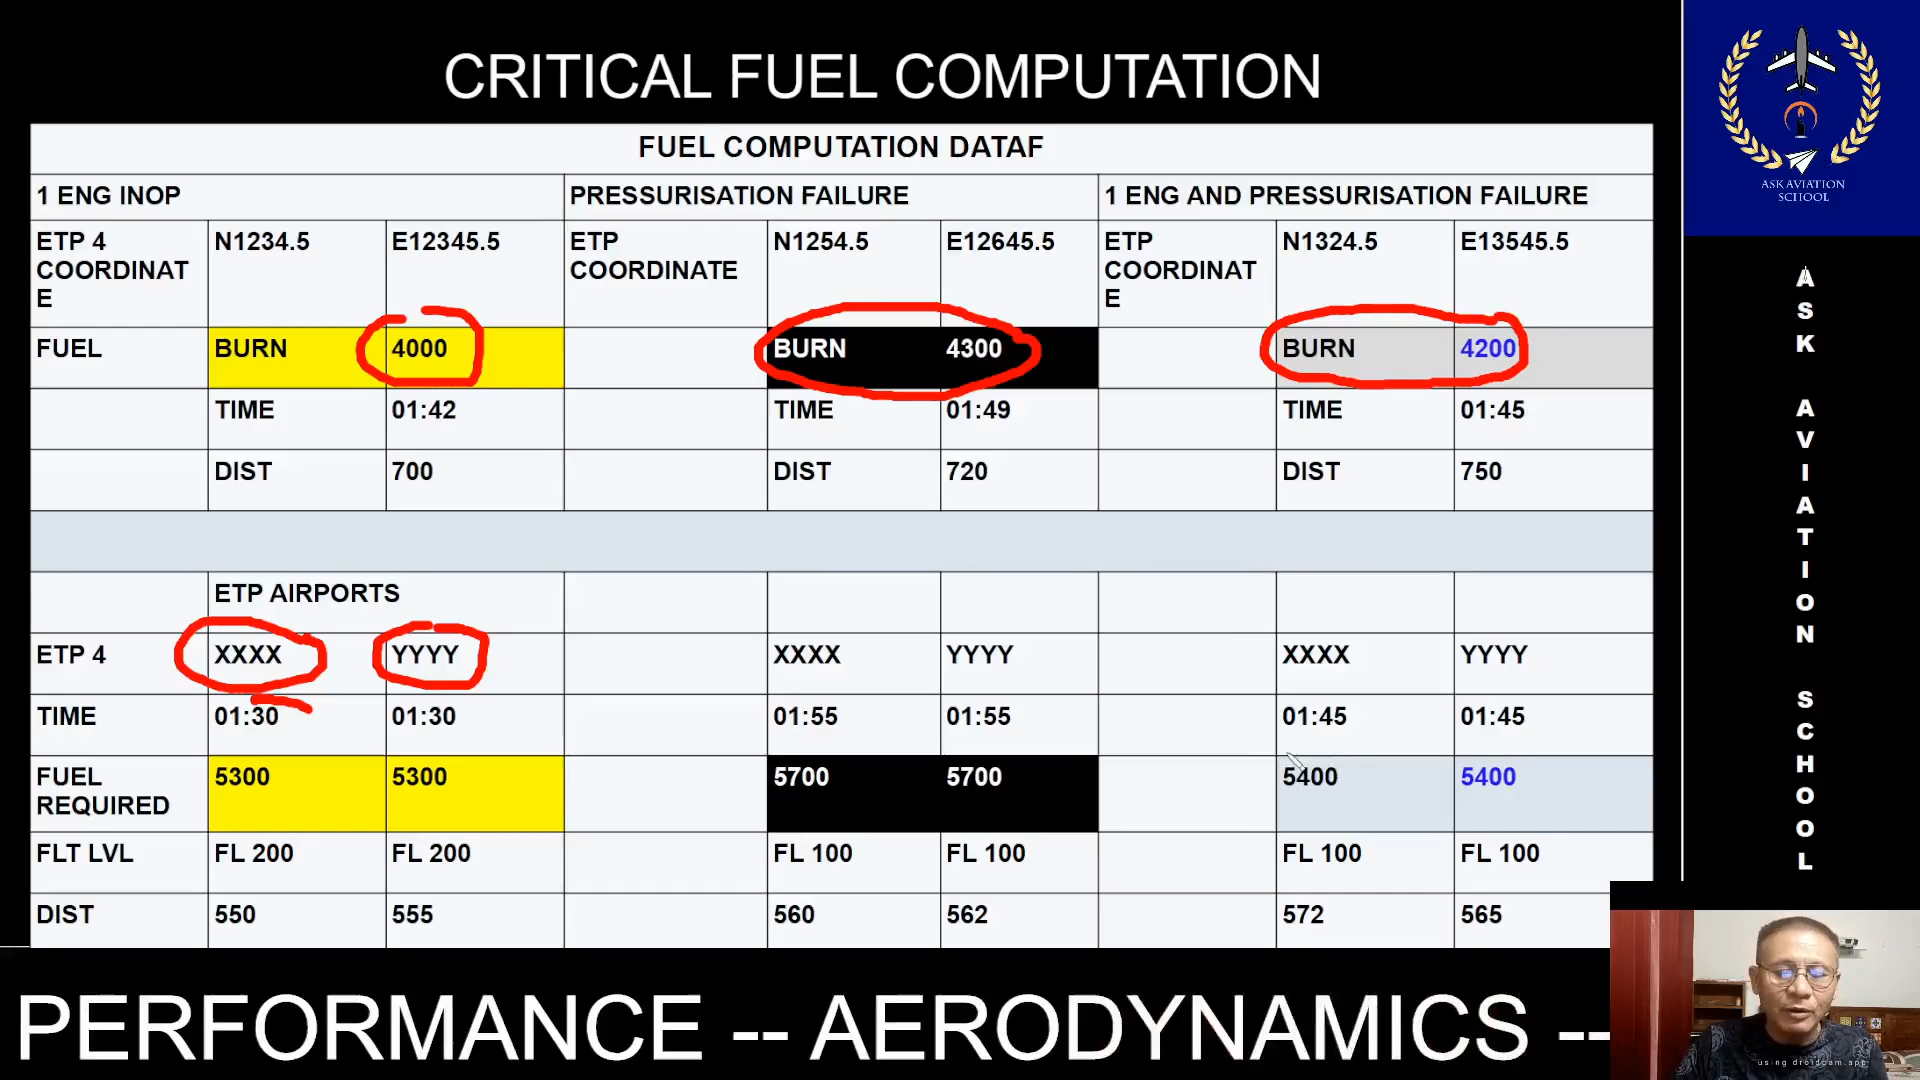 CRITICAL FUEL COMPUTATION
FUEL COMPUTATION DATAF
1 ENG INOP PRESSURISATION FAILURE 1 ENG AND PRESSURISATION FAILURE
ETP 4 N1234.5 E12345.5 ETP N1254.5 E12645.5 ETP N1324.5 E13545.5
COORDINAT COORDINATE COORDINAT
E E
FUEL BURN 4000 BURN 4300 BURN 4200
TIME 01:42 TIME 01:49 TIME 01:45
DIST 700 DIST 720 DIST 750
ETP AIRPORTS
ETP 4 XXXX YYYY XXXX YYYY XXXX YYYY
TIME 01:30 01:30 01:55 01:55 01:45 01:45
FUEL 5300 5300 5700 5700 5400 5400
REQUIRED
FLT LVL FL 200 FL 200 FL 100 FL 100 FL 100 FL 100
DIST 550 555 560 562 572 565
PERFORMANCE -- AERODYNAMICS --
ASK AVIATION
SCHOOL
ASK AVIATION SCHOOL
using droidcam app